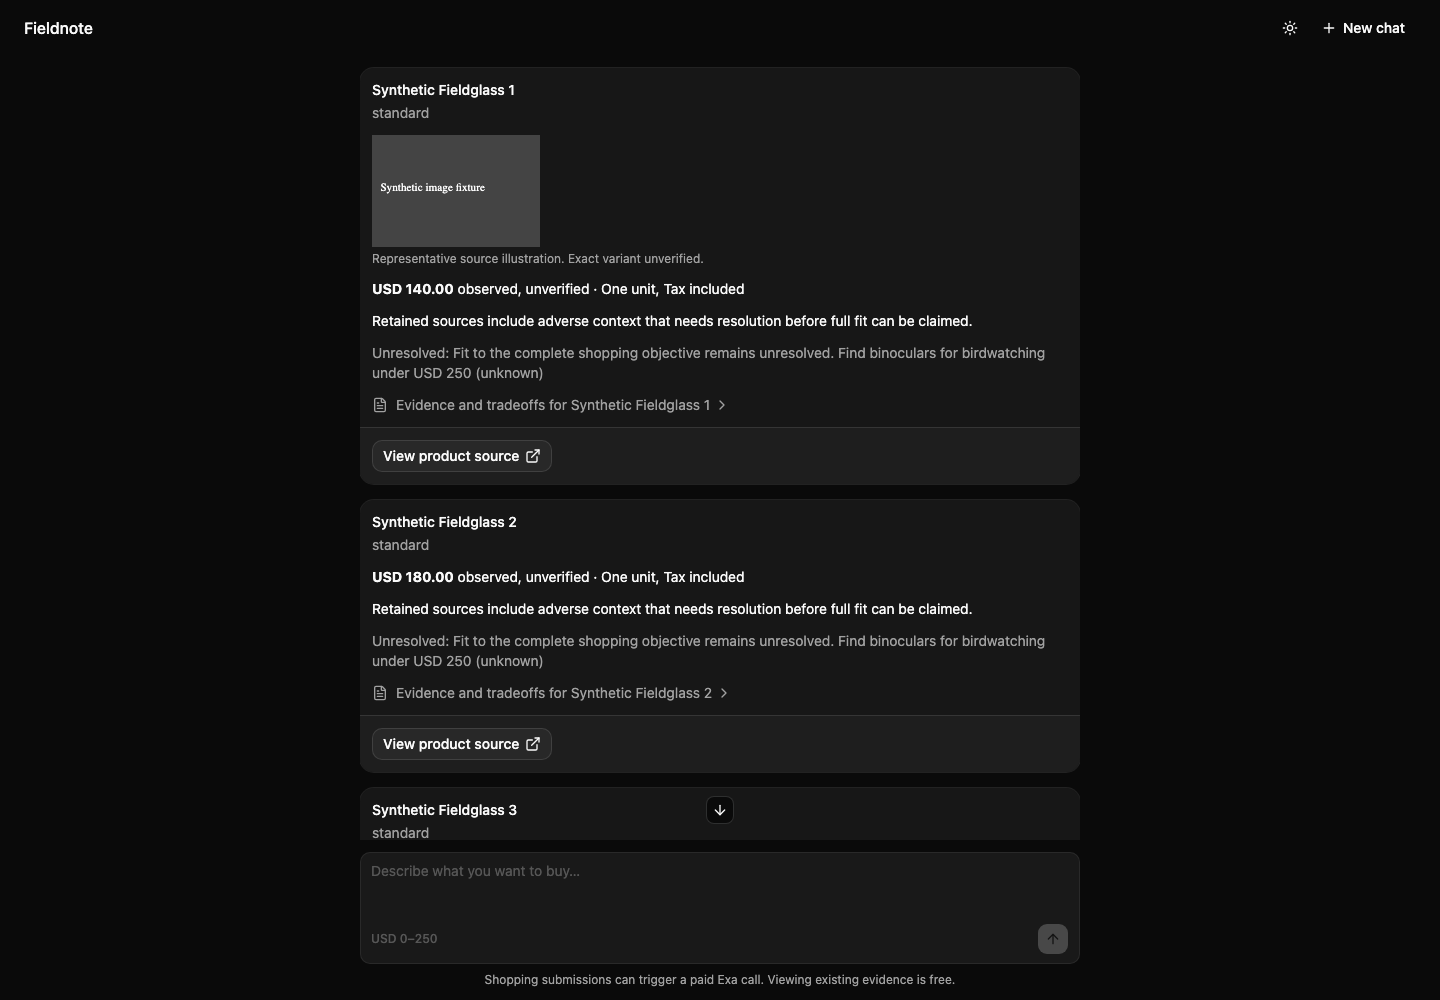 Fieldnote
New chat
Synthetic Fieldglass 1
standard
Synthetic image fixture
Representative source illustration. Exact variant unverified.
USD 140.00 observed, unverified · One unit, Tax included
Retained sources include adverse context that needs resolution before full fit can be claimed.
Unresolved: Fit to the complete shopping objective remains unresolved. Find binoculars for birdwatching
under USD 250 (unknown)
Evidence and tradeoffs for Synthetic Fieldglass 1
View product source
Synthetic Fieldglass 2
standard
USD 180.00 observed, unverified · One unit, Tax included
Retained sources include adverse context that needs resolution before full fit can be claimed.
Unresolved: Fit to the complete shopping objective remains unresolved. Find binoculars for birdwatching
under USD 250 (unknown)
Evidence and tradeoffs for Synthetic Fieldglass 2
View product source
Synthetic Fieldglass 3
standard
Describe what you want to buy...
USD 0–250
Shopping submissions can trigger a paid Exa call. Viewing existing evidence is free.